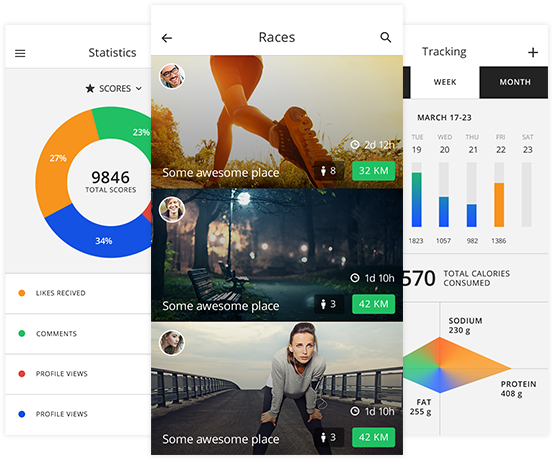 Statistics
SCORES
23%
27%
9846
TOTAL SCORES
34%
LIKES RECIVED
COMMENTS
PROFILE VIEWS
PROFILE VIEWS
Races
2d 12h
Some awesome place
8
32 KM
1d 10h
Some awesome place
3
42 KM
1d 10h
Some awesome place
3
42 KM
Tracking
WEEK
MONTH
MARCH 17-23
TUE WED THU FRI SAT
19 20 21 22 23
1823 1057 982 1386
570 TOTAL CALORIES
CONSUMED
SODIUM
230 g
PROTEIN
408 g
FAT
255 g